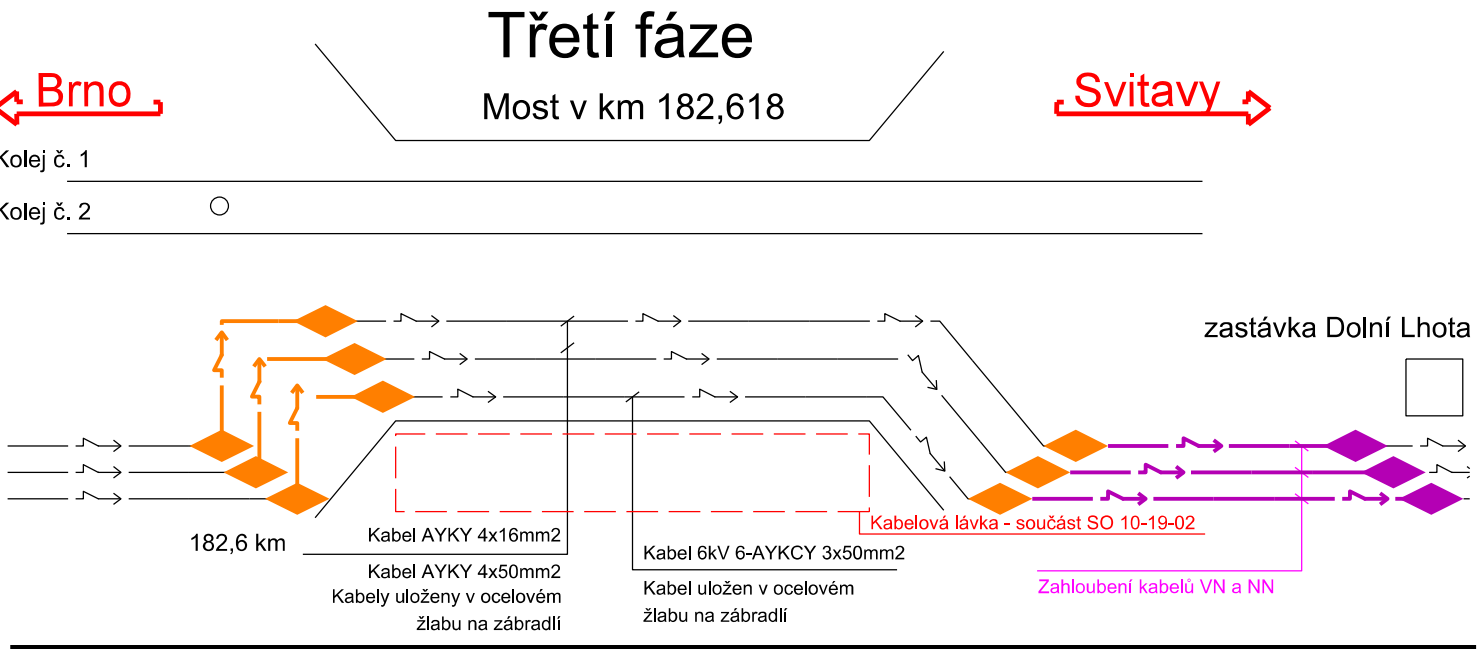 Třetí fáze
Brno
Most v km 182,618
Svitavy
Kolej č. 1
Kolej č. 2
zastávka Dolní Lhota
182,6 km
Kabel AYKY 4x16mm2
Kabel AYKY 4x50mm2
Kabely uloženy v ocelovém
žlabu na zábradlí
Kabel 6kV 6-AYKCY 3x50mm2
Kabel uložen v ocelovém
žlabu na zábradlí
Kabelová lávka - součást SO 10-19-02
Zahloubení kabelů VN a NN